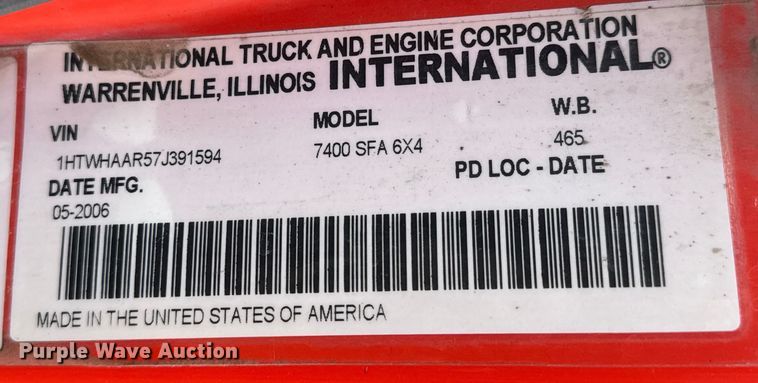 INTERNATIONAL TRUCK AND ENGINE CORPORATION
WARRENVILLE, ILLINOIS INTERNATIONAL®
VIN MODEL W.B.
1HTWHAAR57J391594 7400 SFA 6X4 465
DATE MFG. PD LOC - DATE
05-2006
MADE IN THE UNITED STATES OF AMERICA
Purple Wave Auction